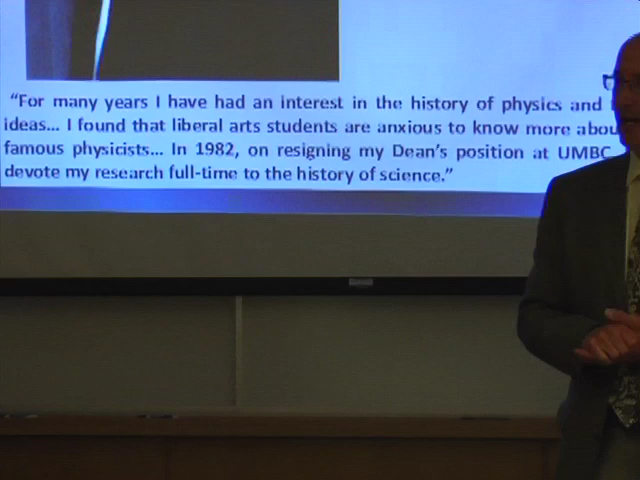 "For many years I have had an interest in the history of physics and
ideas... I found that liberal arts students are anxious to know more abou
famous physicists... In 1982, on resigning my Dean's position at UMBC
devote my research full-time to the history of science."